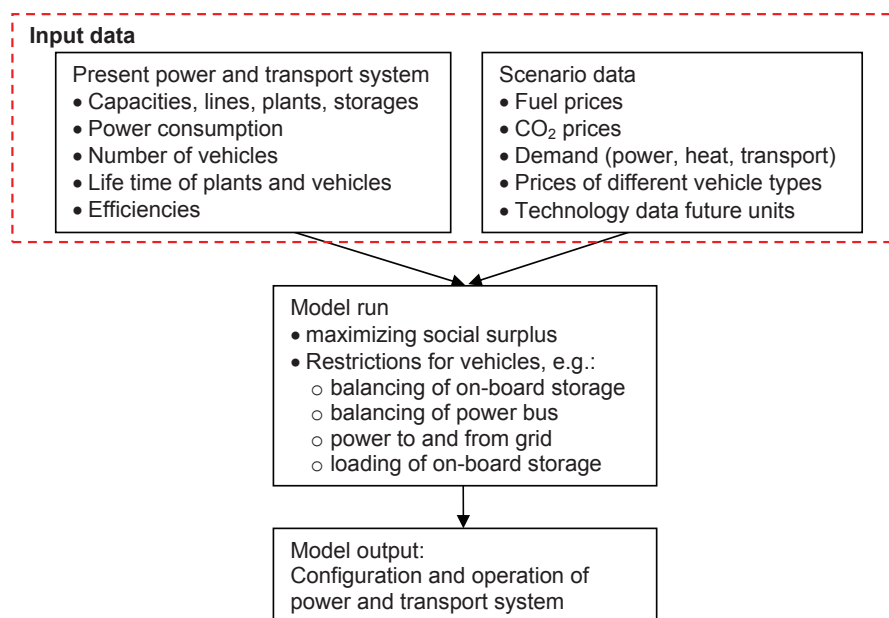 Input data
Present power and transport system
• Capacities, lines, plants, storages
• Power consumption
• Number of vehicles
• Life time of plants and vehicles
• Efficiencies
Scenario data
• Fuel prices
• CO₂ prices
• Demand (power, heat, transport)
• Prices of different vehicle types
• Technology data future units
Model run
• maximizing social surplus
• Restrictions for vehicles, e.g.:
o balancing of on-board storage
o balancing of power bus
o power to and from grid
o loading of on-board storage
Model output:
Configuration and operation of
power and transport system